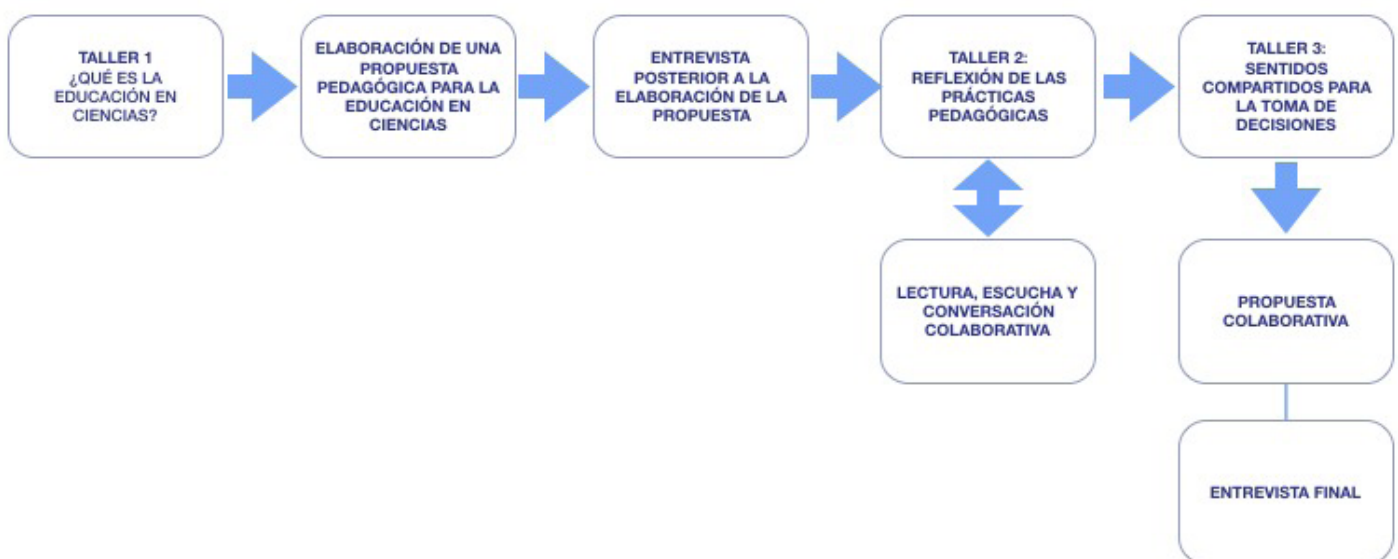 TALLER 1
¿QUÉ ES LA
EDUCACIÓN EN
CIENCIAS?
ELABORACIÓN DE UNA
PROPUESTA
PEDAGÓGICA PARA LA
EDUCACIÓN EN
CIENCIAS
ENTREVISTA
POSTERIOR A LA
ELABORACIÓN DE LA
PROPUESTA
TALLER 2:
REFLEXIÓN DE LAS
PRÁCTICAS
PEDAGÓGICAS
TALLER 3:
SENTIDOS
COMPARTIDOS PARA
LA TOMA DE
DECISIONES
LECTURA, ESCUCHA Y
CONVERSACIÓN
COLABORATIVA
PROPUESTA
COLABORATIVA
ENTREVISTA FINAL